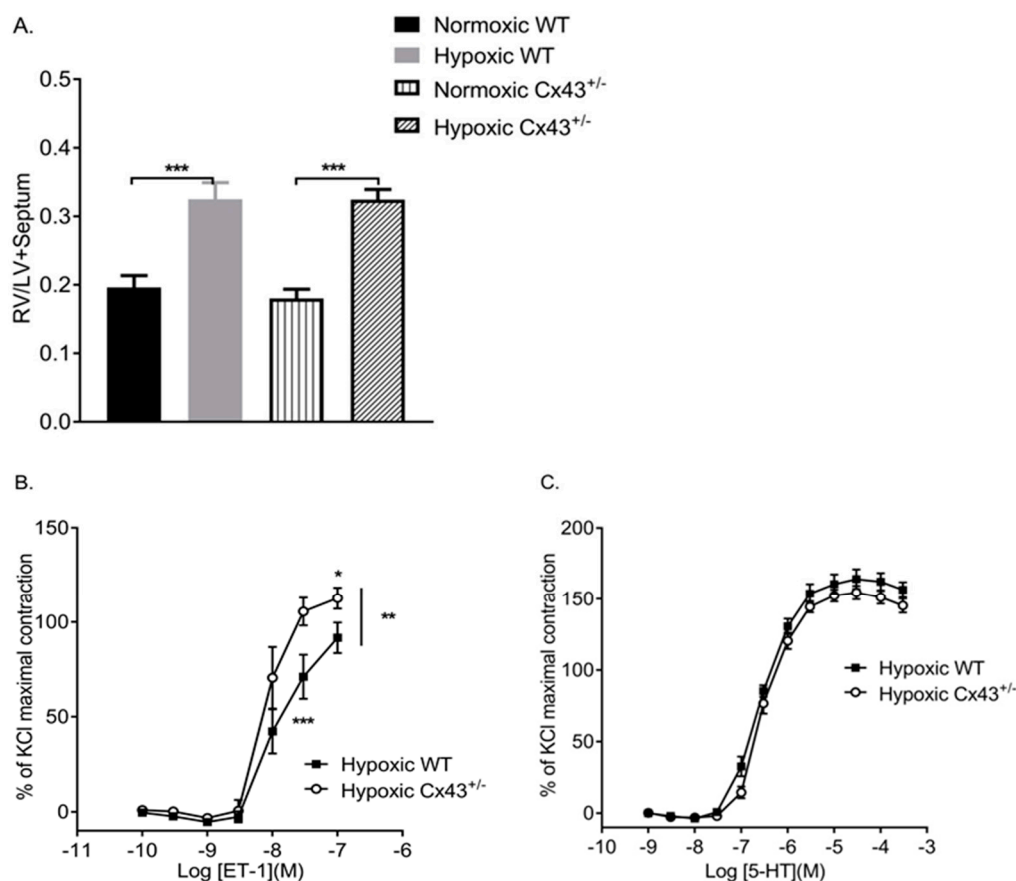 A.
Normoxic WT
Hypoxic WT
Normoxic Cx43+/-
Hypoxic Cx43+/-
0.5
0.4
0.3
0.2
0.1
0.0
RV/LV+Septum
***
***
B.
150
100
50
0
% of KCl maximal contraction
*
**
***
Hypoxic WT
Hypoxic Cx43+/-
-11 -10 -9 -8 -7 -6
Log [ET-1](M)
C.
200
150
100
50
0
% of KCl maximal contraction
Hypoxic WT
Hypoxic Cx43+/-
-10 -9 -8 -7 -6 -5 -4 -3
Log [5-HT](M)